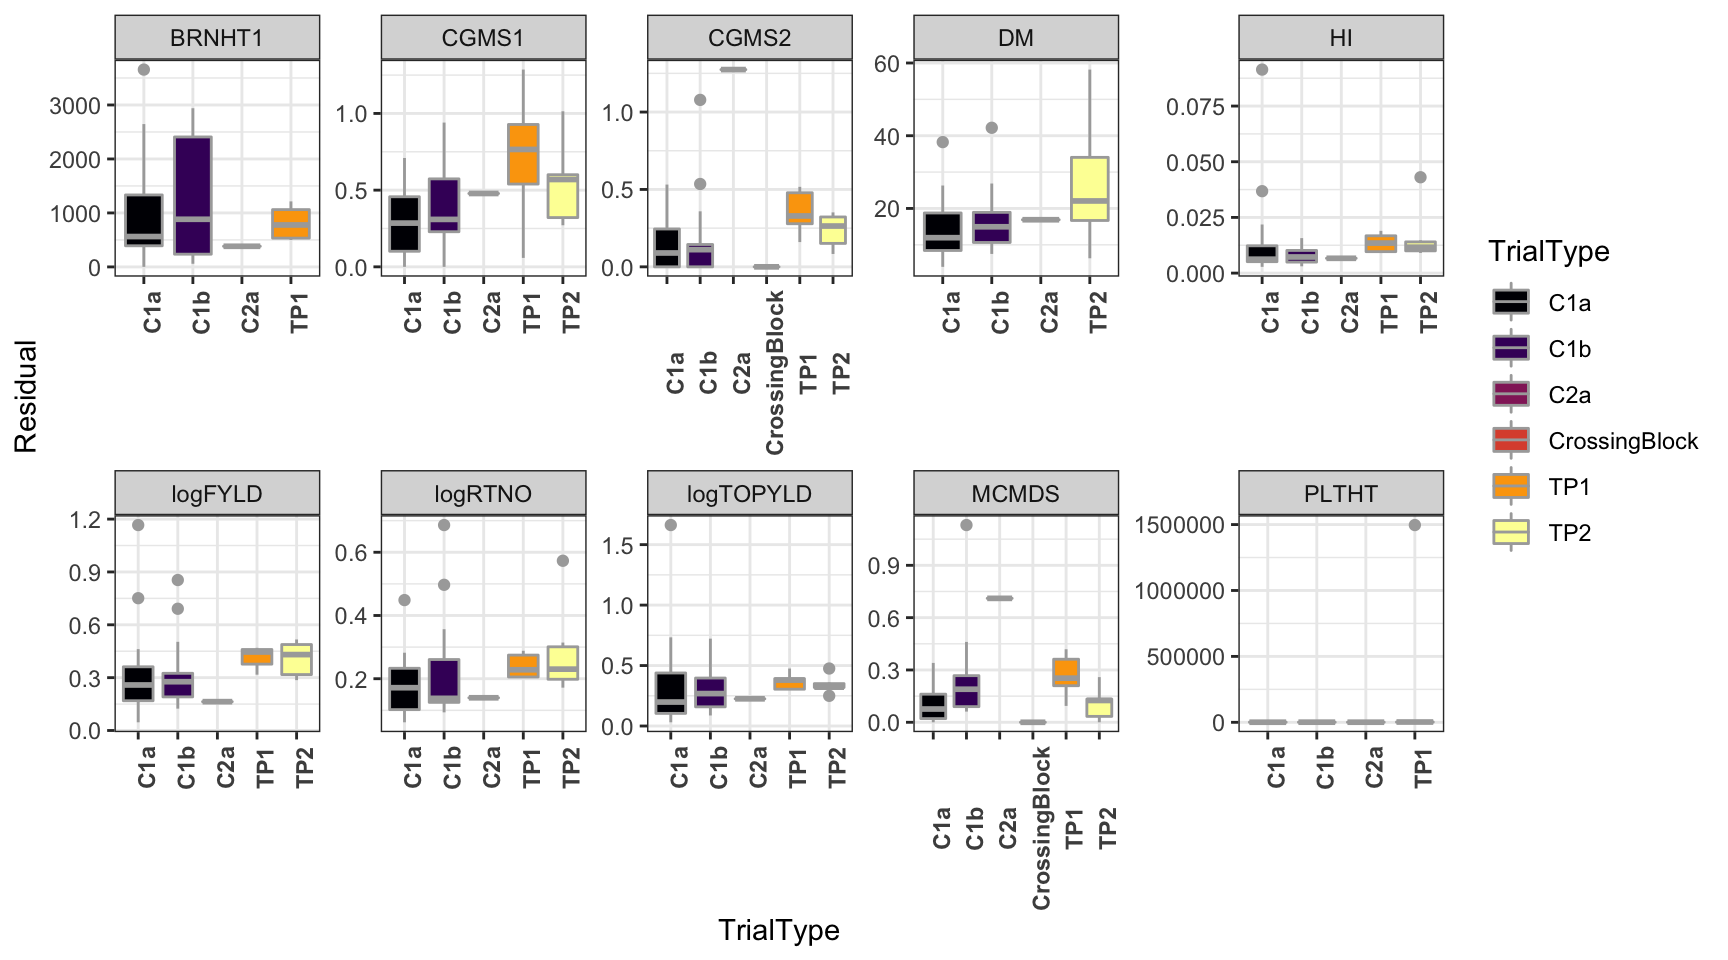 BRNHT1 CGMS1 CGMS2 DM HI
3000
2000
1000
0
C1a C1b C2a TP1
1.0
0.5
0.0
C1a C1b C2a TP1 TP2
1.0
0.5
0.0
C1a C1b C2a CrossingBlock TP1 TP2
60
40
20
C1a C1b C2a TP2
0.075
0.050
0.025
0.000
C1a C1b C2a TP1 TP2
Residual
logFYLD logRTNO logTOPYLD MCMDS PLTHT
1.2
0.9
0.6
0.3
0.0
C1a C1b C2a TP1 TP2
0.6
0.4
0.2
C1a C1b C2a TP1 TP2
1.5
1.0
0.5
0.0
C1a C1b C2a TP1 TP2
0.9
0.6
0.3
0.0
C1a C1b C2a CrossingBlock TP1 TP2
1500000
1000000
500000
0
C1a C1b C2a TP1
TrialType
TrialType
C1a
C1b
C2a
CrossingBlock
TP1
TP2